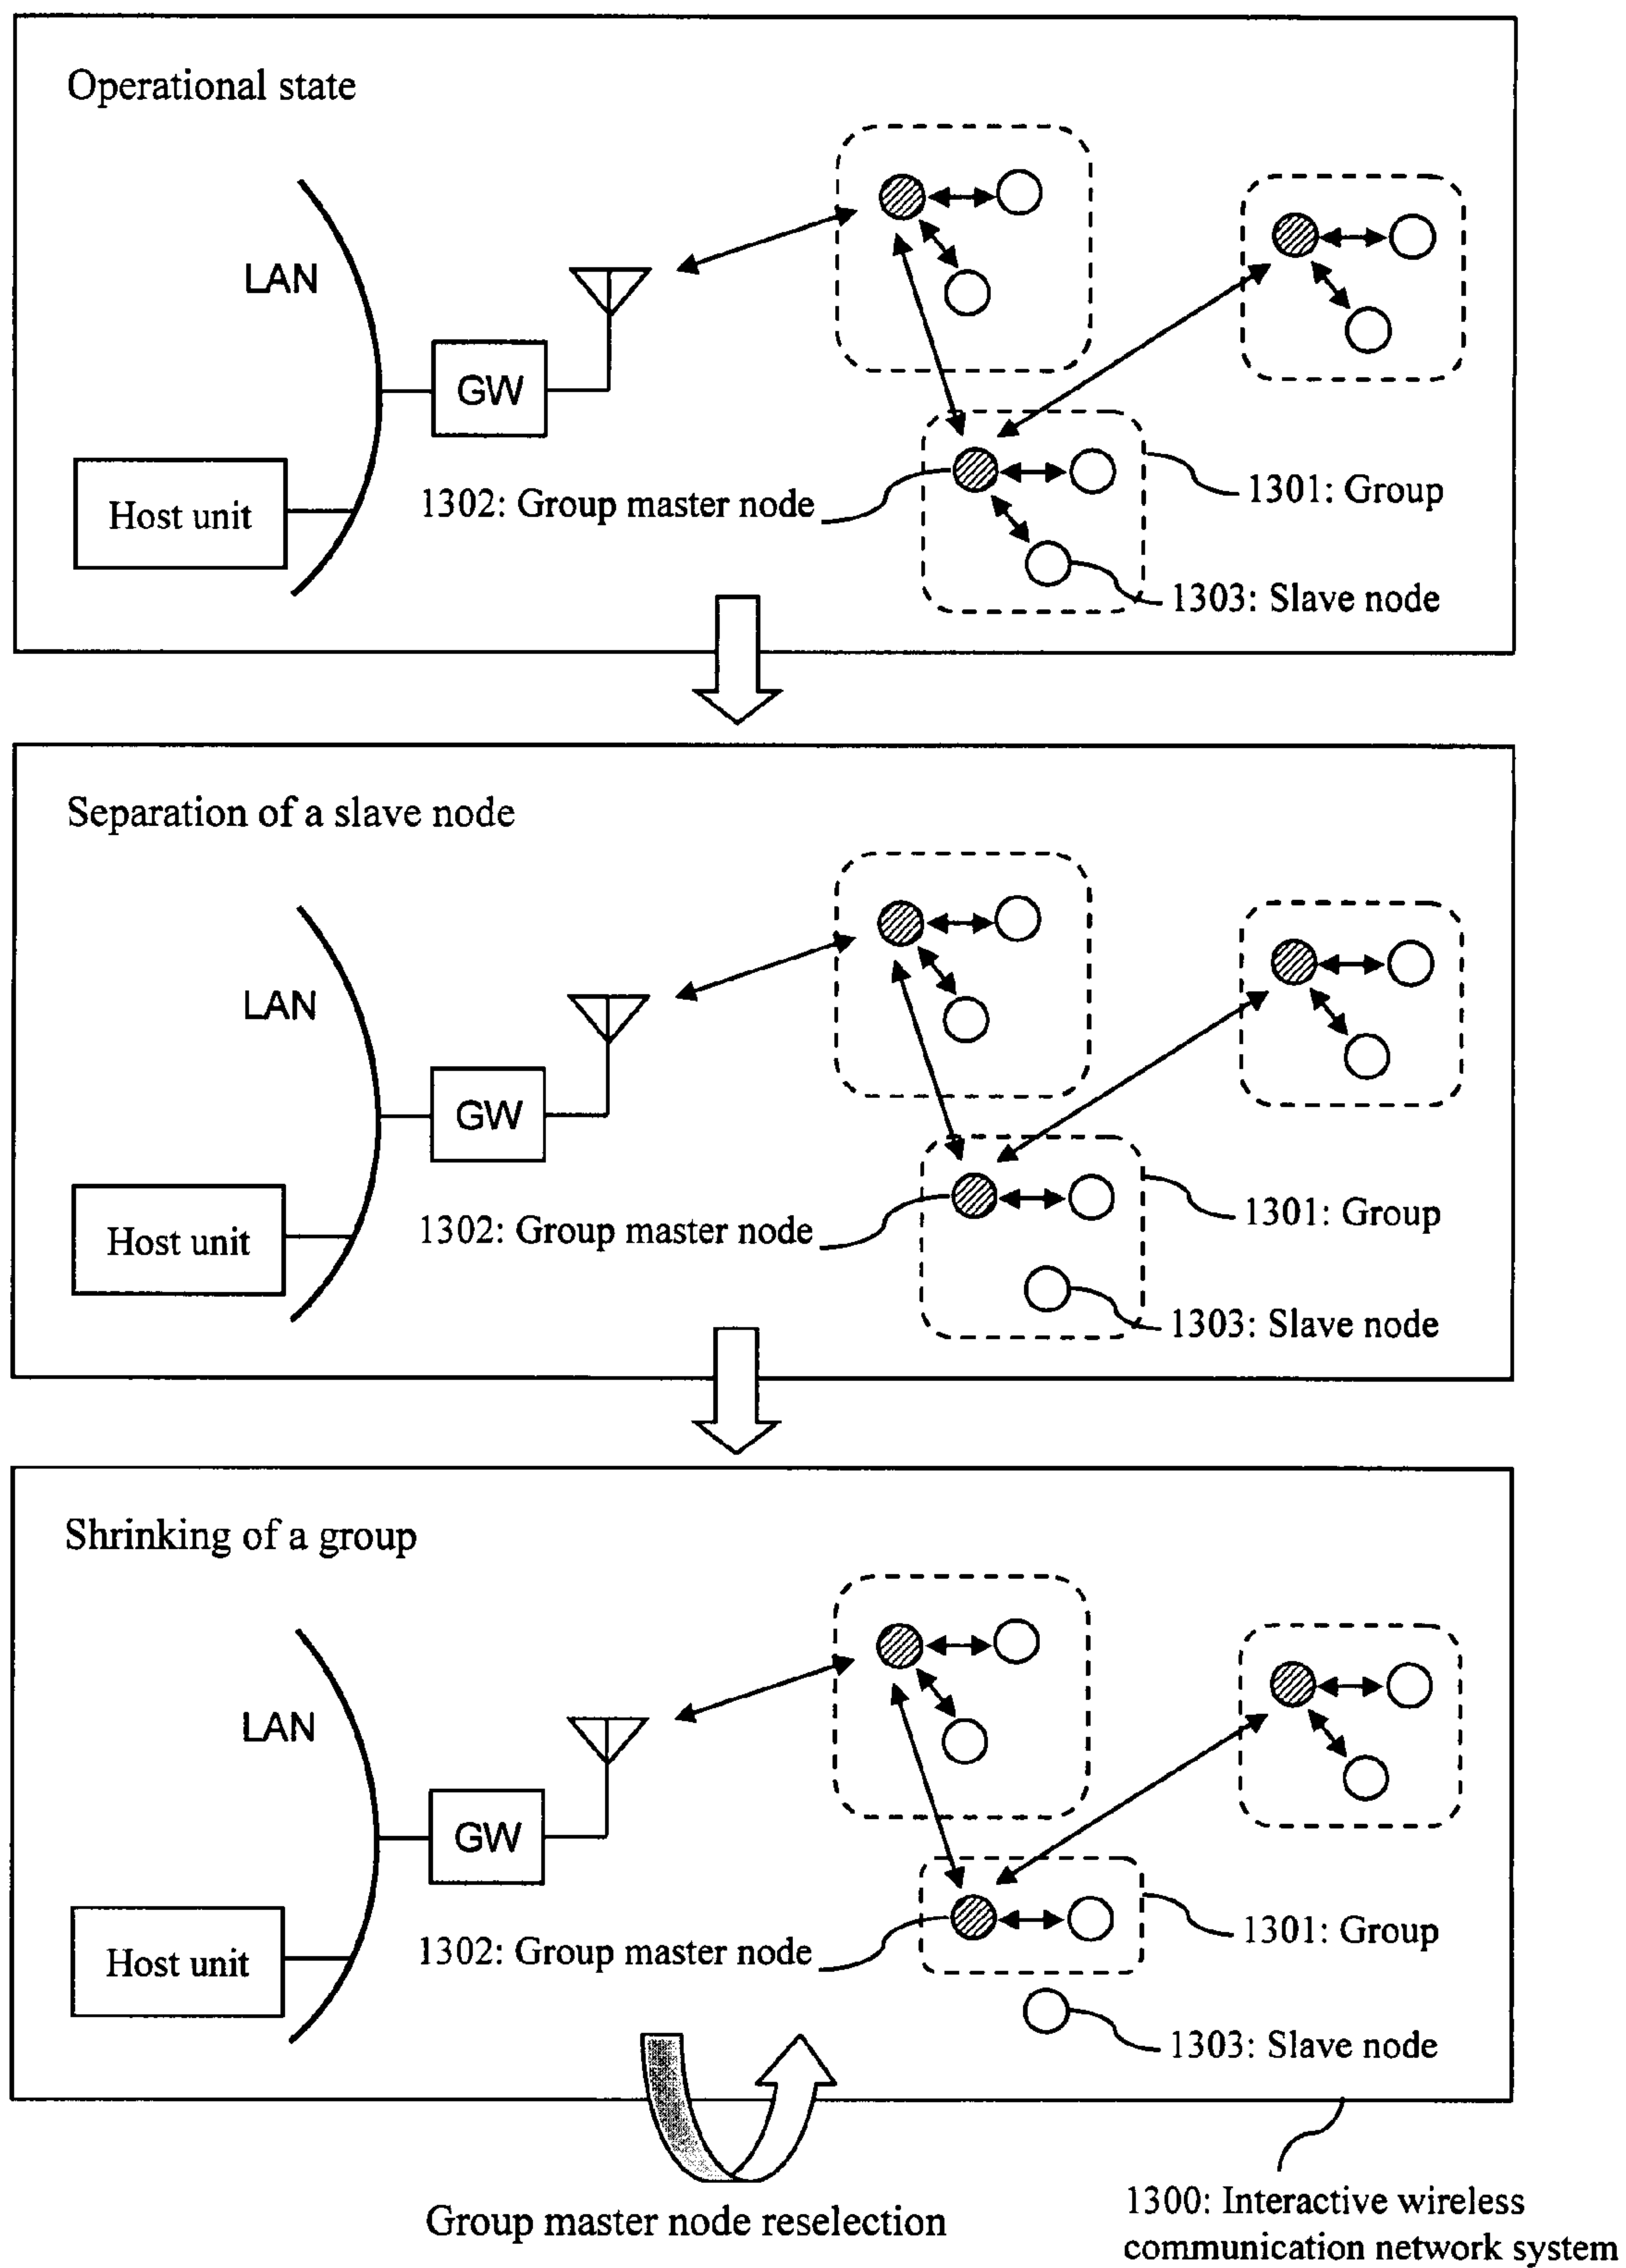 Operational state
LAN
GW
Host unit
1302: Group master node
1301: Group
1303: Slave node
Separation of a slave node
LAN
GW
Host unit
1302: Group master node
1301: Group
1303: Slave node
Shrinking of a group
LAN
GW
Host unit
1302: Group master node
1301: Group
1303: Slave node
Group master node reselection
1300: Interactive wireless
communication network system